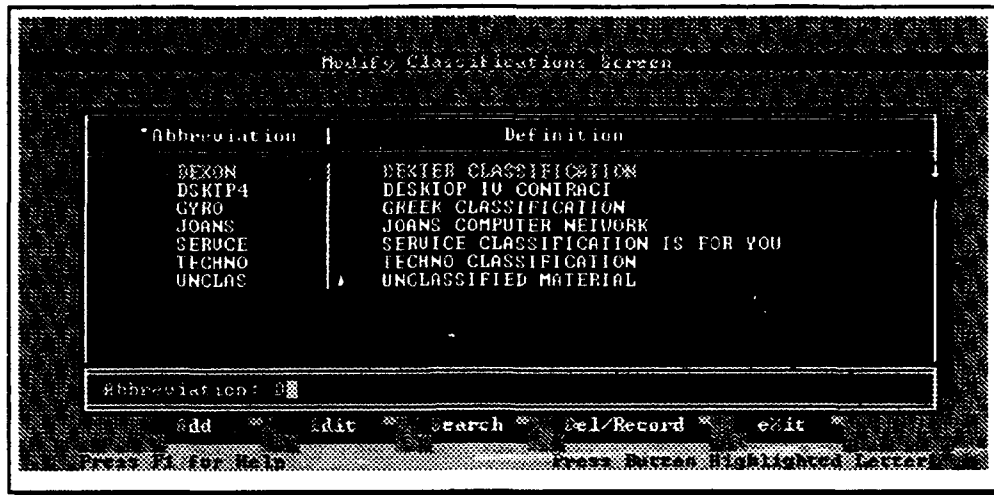 Modify Classifications Screen
Abbreviation | Definition
DEXON DEXTER CLASSIFICATION
DSKTP4 DESKTOP IV CONTRACT
GYRO GREEK CLASSIFICATION
JOANS JOANS COMPUTER NETWORK
SERVCE SERVICE CLASSIFICATION IS FOR YOU
TECHNO TECHNO CLASSIFICATION
UNCLAS UNCLASSIFIED MATERIAL
Abbreviation:
Add Edit Search Del/Record eXit
Press F1 for Help Press Button Highlighted Letter